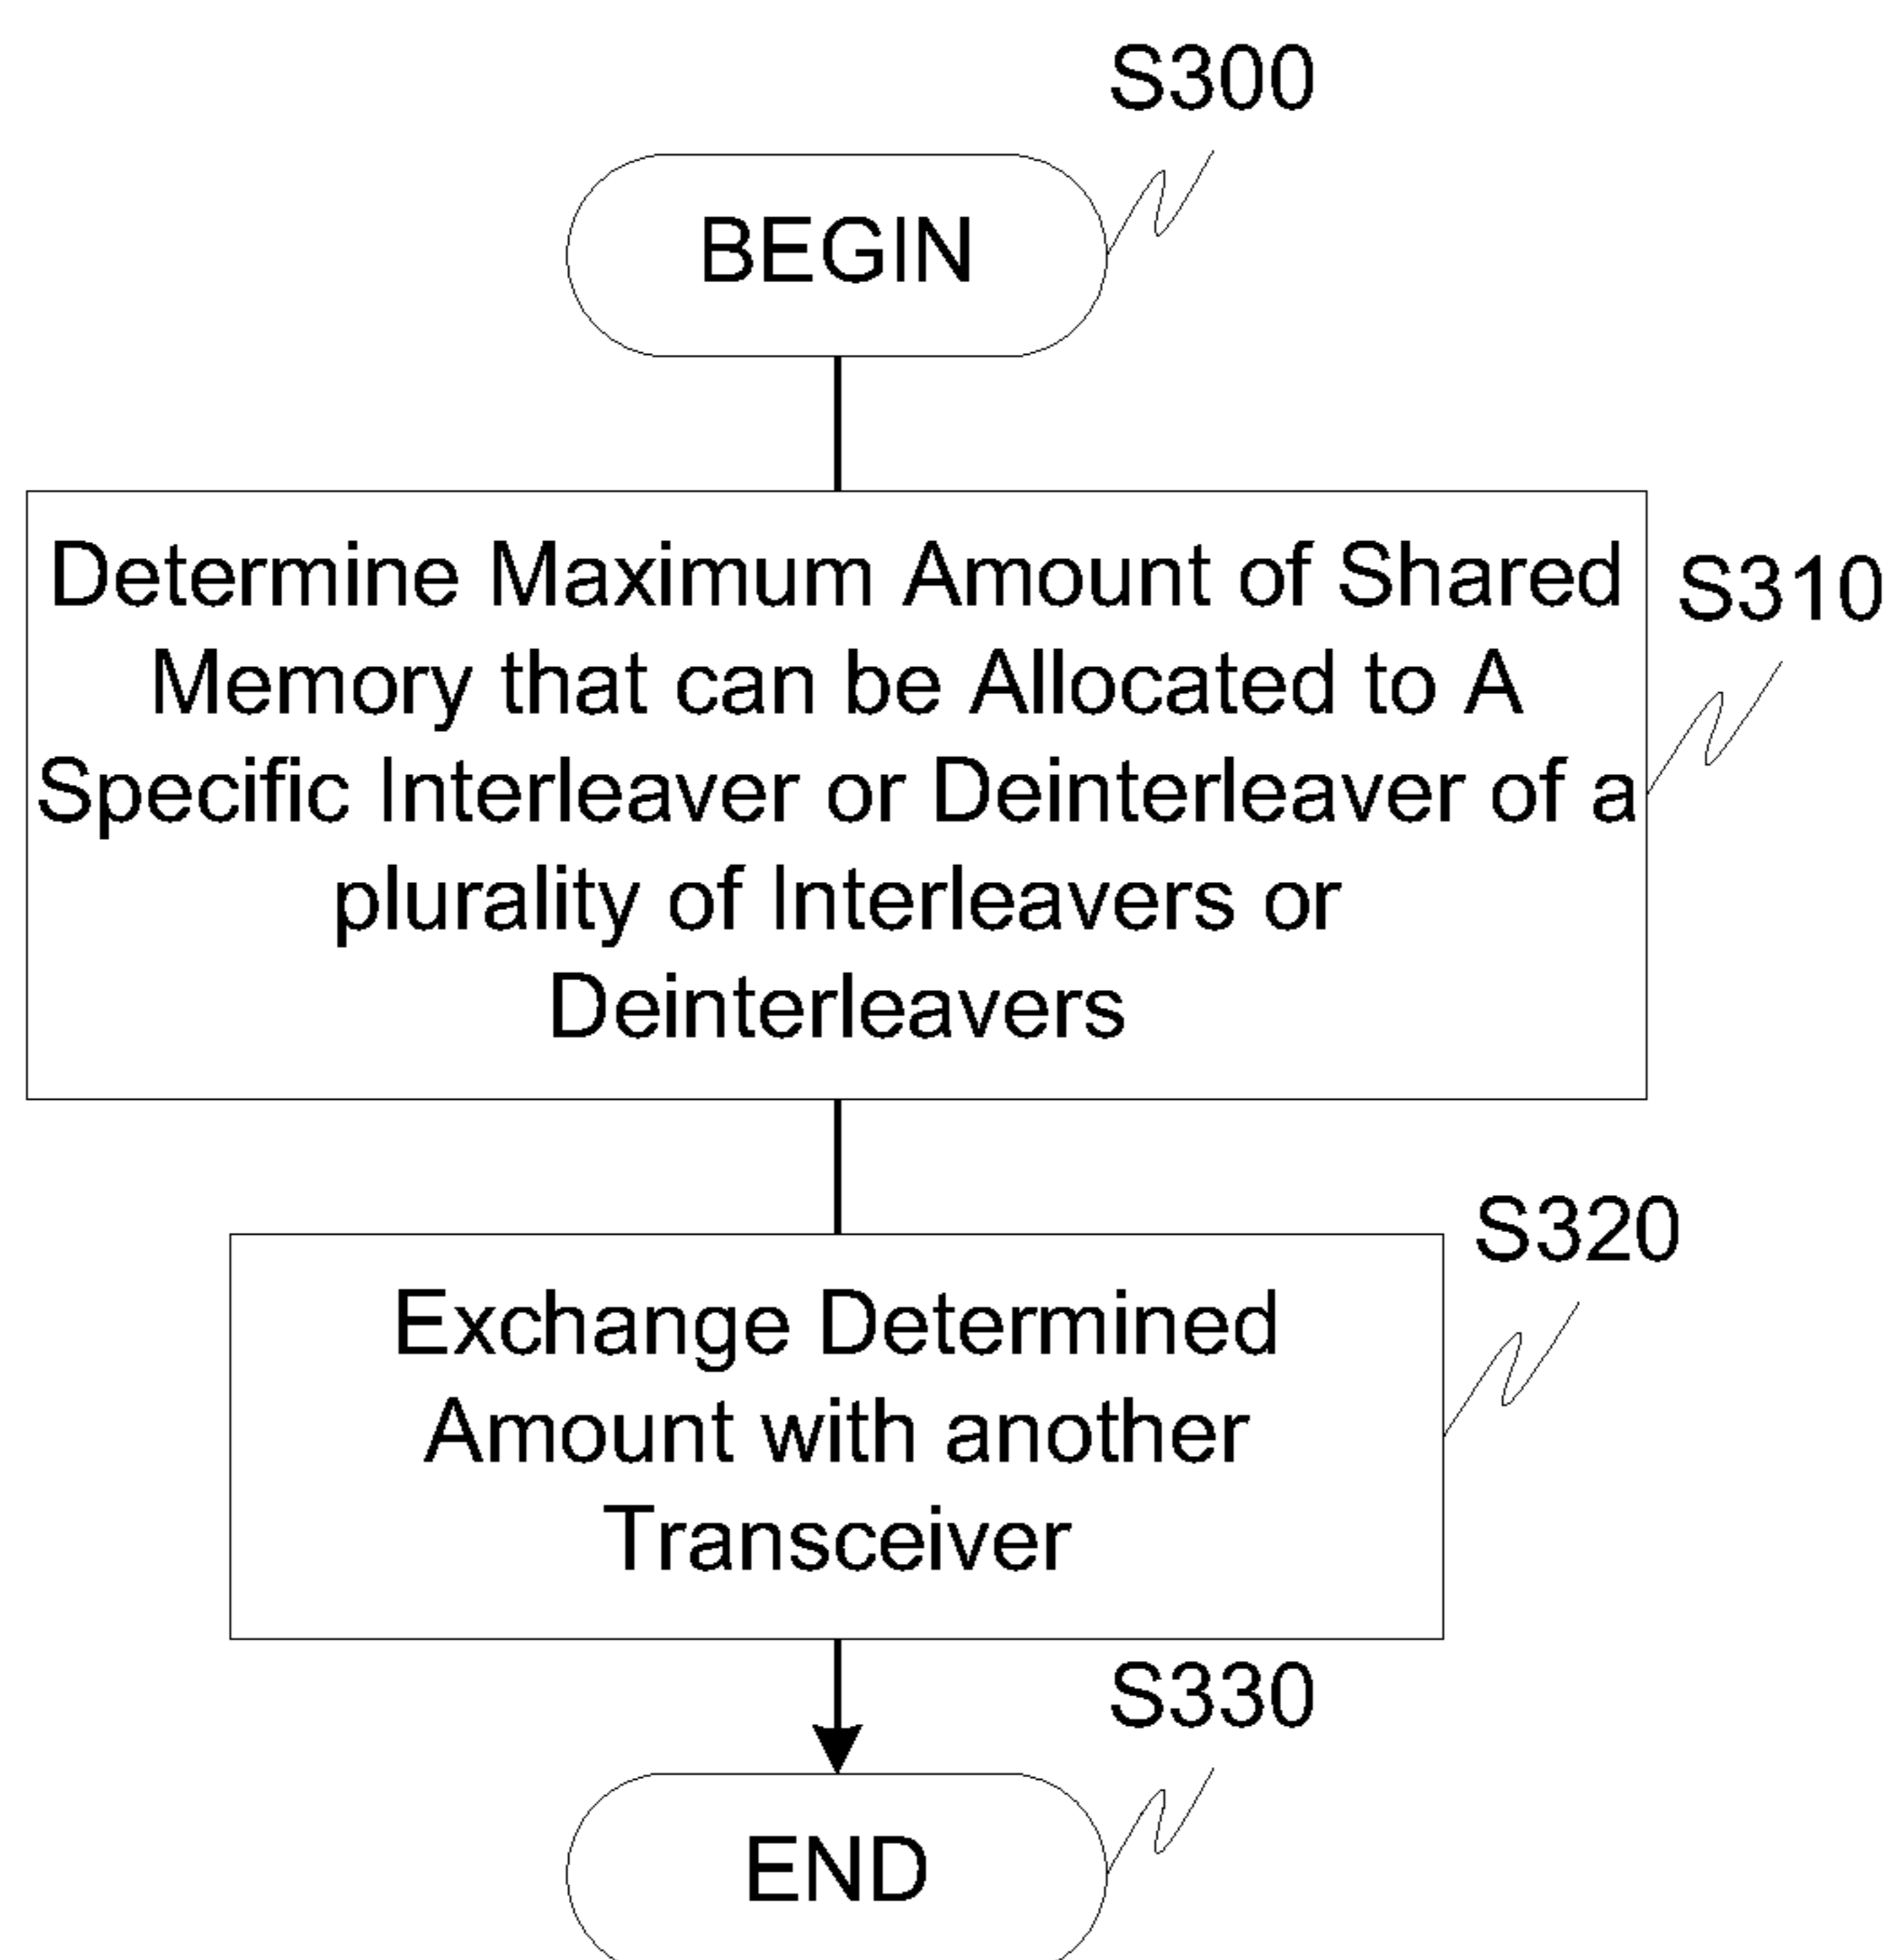 S300
BEGIN
Determine Maximum Amount of Shared
Memory that can be Allocated to A
Specific Interleaver or Deinterleaver of a
plurality of Interleavers or
Deinterleavers
S310
S320
Exchange Determined
Amount with another
Transceiver
S330
END